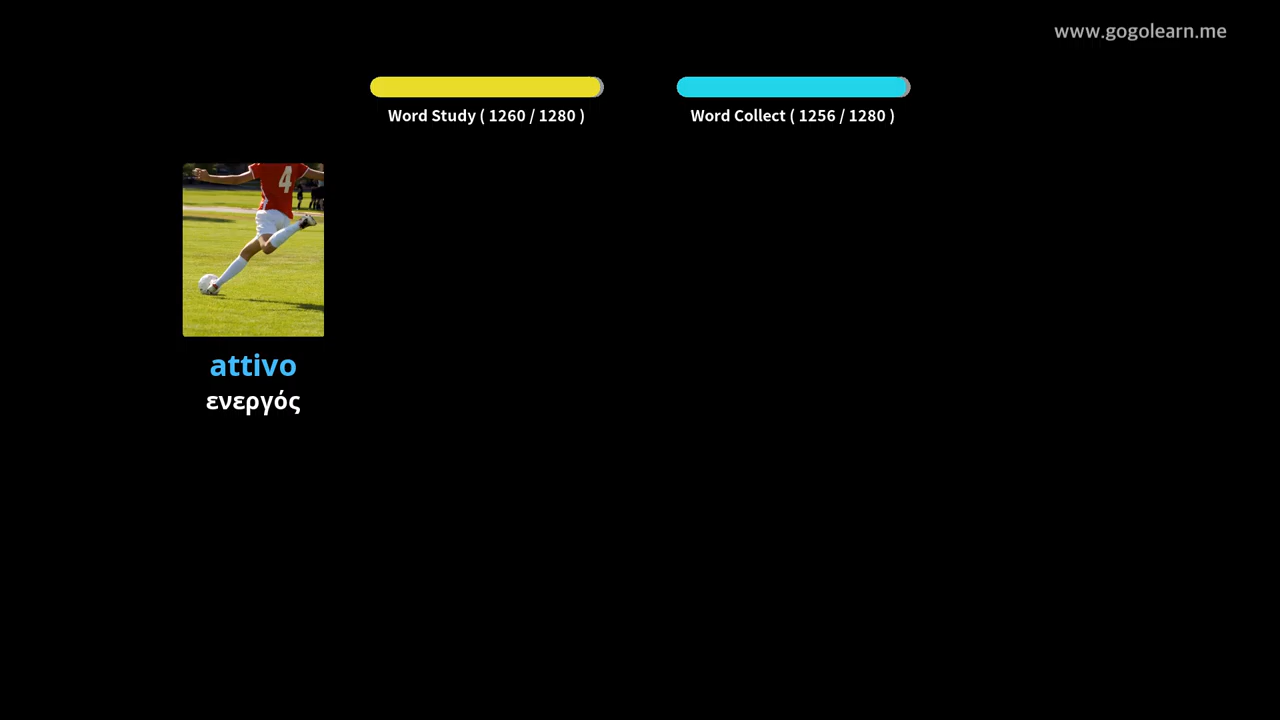 www.gogolearn.me
Word Study ( 1260 / 1280 )
Word Collect ( 1256 / 1280 )
4
attivo
ενεργός